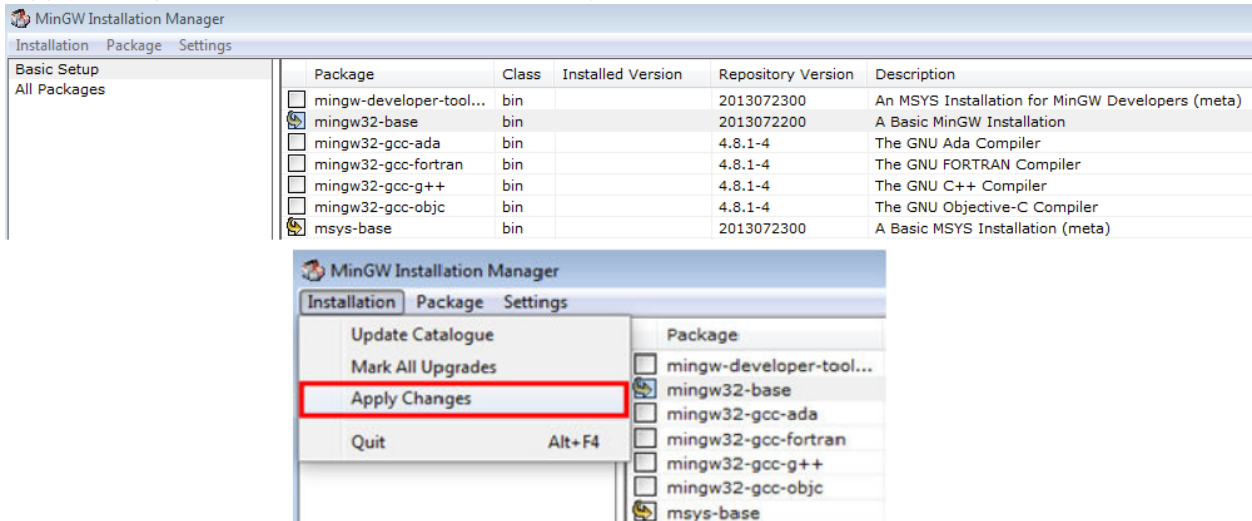 MinGW Installation Manager
Installation Package Settings
Basic Setup
All Packages
Package Class Installed Version Repository Version Description
mingw-developer-tool... bin 2013072300 An MSYS Installation for MinGW Developers (meta)
mingw32-base bin 2013072200 A Basic MinGW Installation
mingw32-gcc-ada bin 4.8.1-4 The GNU Ada Compiler
mingw32-gcc-fortran bin 4.8.1-4 The GNU FORTRAN Compiler
mingw32-gcc-g++ bin 4.8.1-4 The GNU C++ Compiler
mingw32-gcc-objc bin 4.8.1-4 The GNU Objective-C Compiler
msys-base bin 2013072300 A Basic MSYS Installation (meta)
MinGW Installation Manager
Installation Package Settings
Update Catalogue
Mark All Upgrades
Apply Changes
Quit Alt+F4
Package
mingw-developer-tool...
mingw32-base
mingw32-gcc-ada
mingw32-gcc-fortran
mingw32-gcc-g++
mingw32-gcc-objc
msys-base